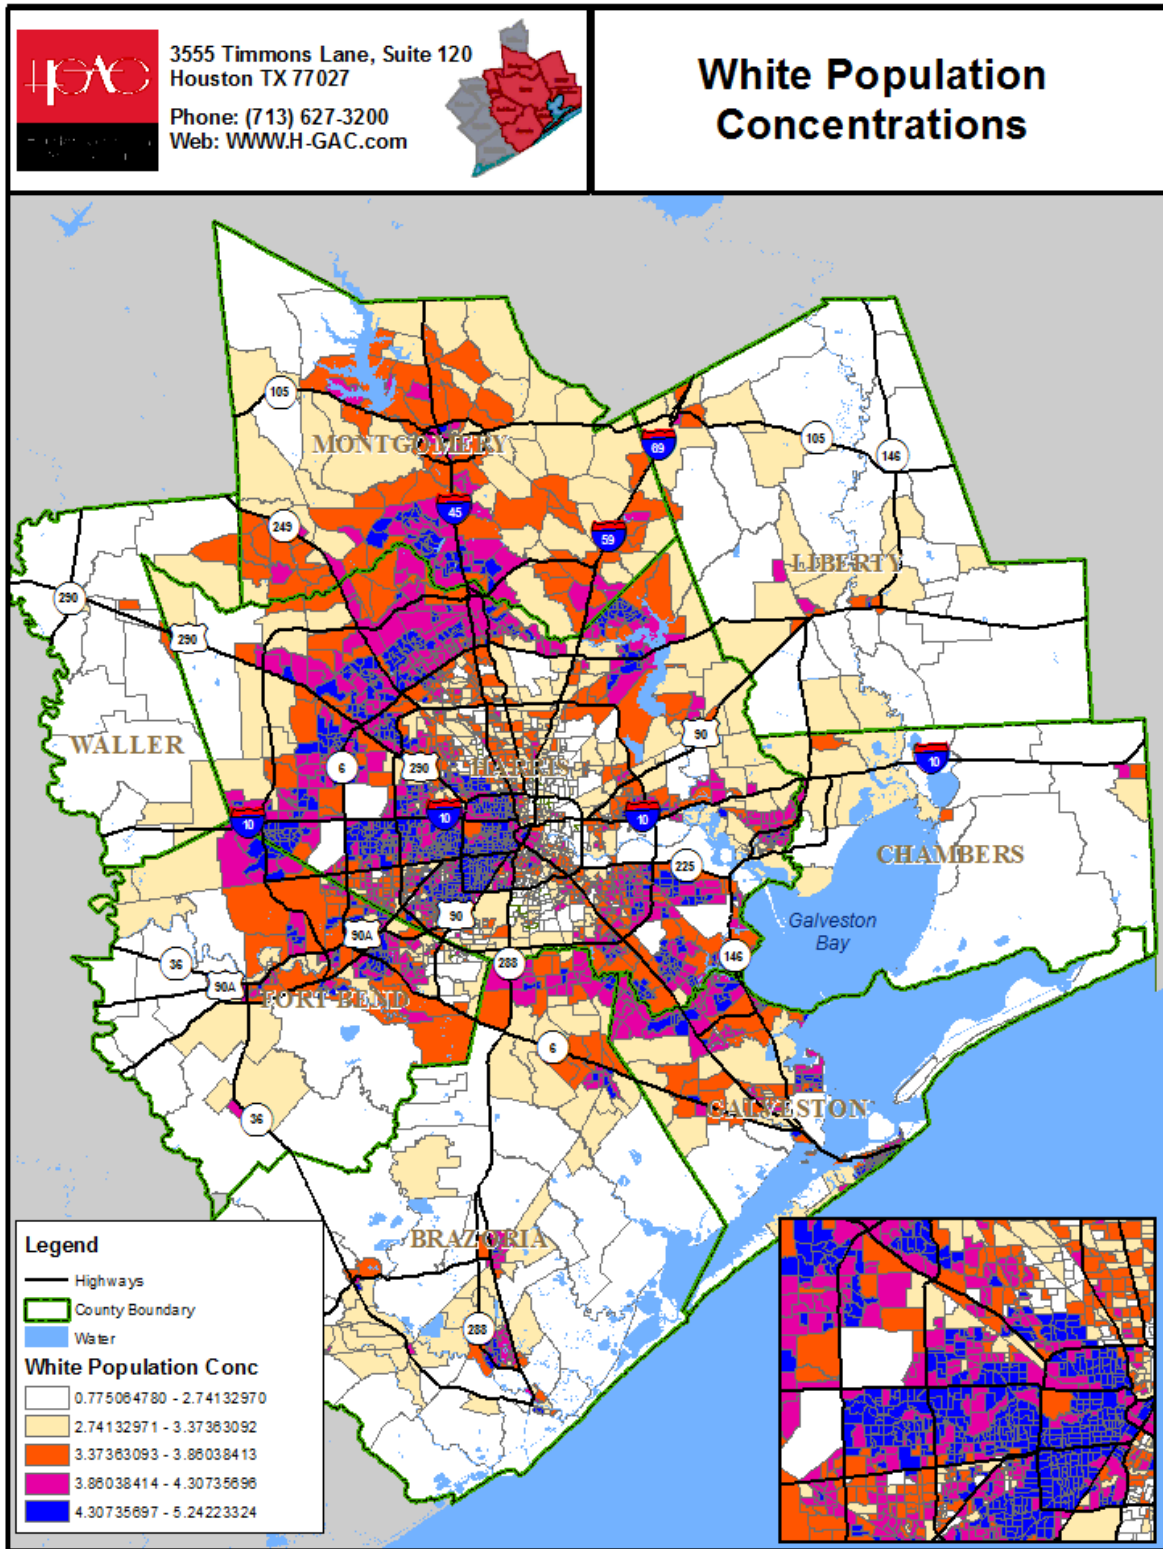 HGAC
3555 Timmons Lane, Suite 120
Houston TX 77027
Phone: (713) 627-3200
Web: WWW.H-GAC.com
White Population
Concentrations
105
MONTGOMERY
69
105
146
45
249
59
LIBERTY
290
290
WALLER
6
290
HARRIS
90
10
10
10
10
CHAMBERS
225
90
Galveston
Bay
90A
36
146
288
90A
FORT BEND
6
36
GALVESTON
BRAZORIA
288
Legend
Highways
County Boundary
Water
White Population Conc
0.775064780 - 2.74132970
2.74132971 - 3.37363092
3.37363093 - 3.86038413
3.86038414 - 4.30735696
4.30735697 - 5.24223324